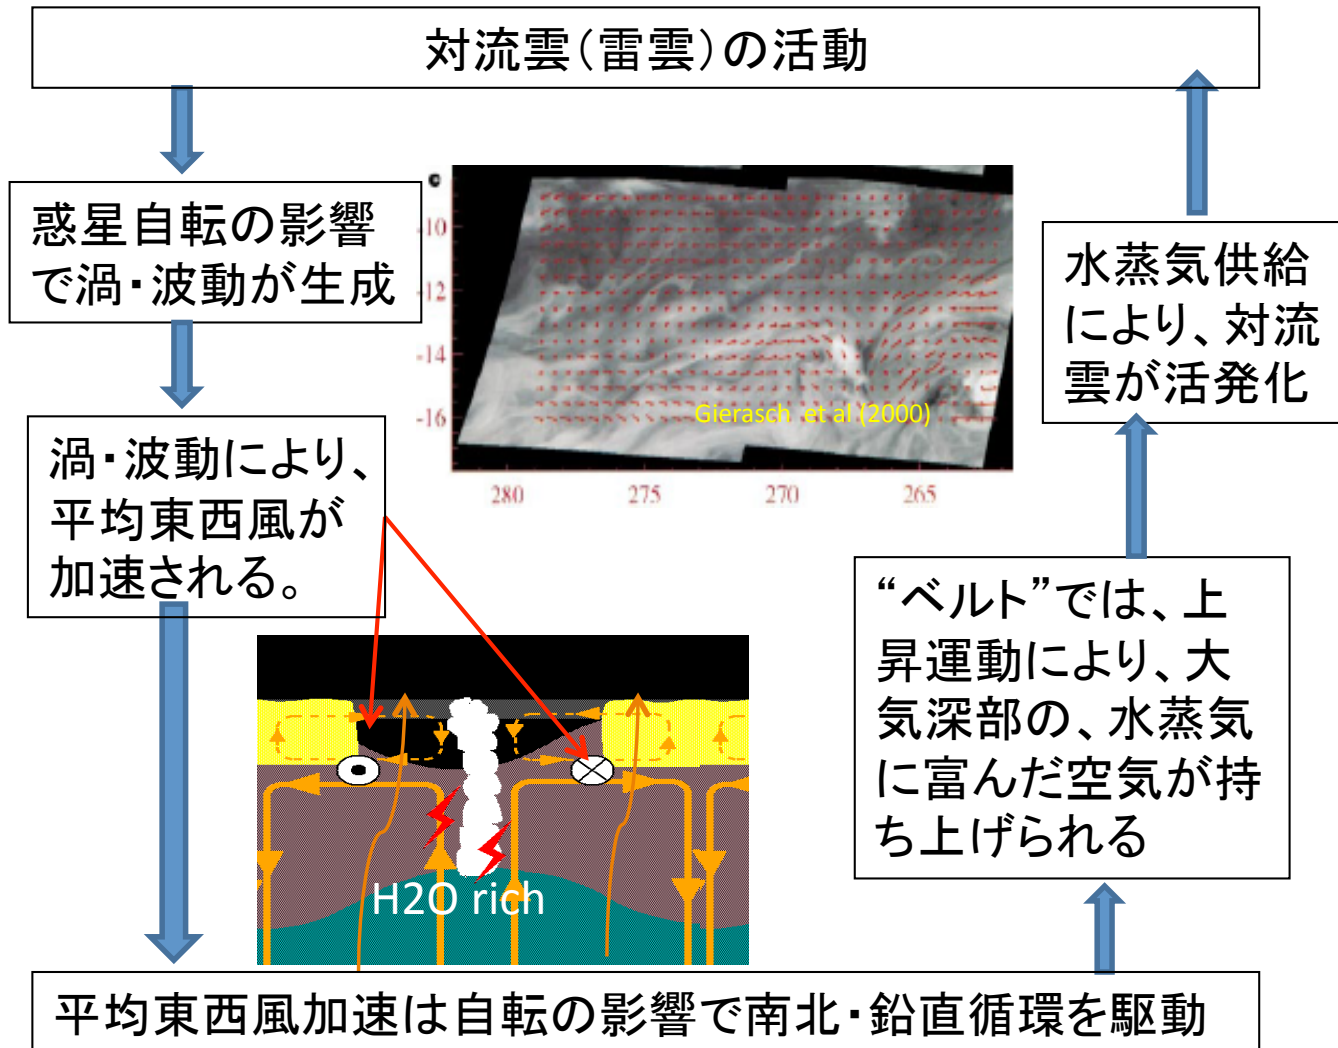 対流雲(雷雲)の活動
惑星自転の影響
で渦・波動が生成
渦・波動により、
平均東西風が
加速される。
-10
-12
-14
-16
Gierasch et al (2000)
280
275
270
265
水蒸気供給
により、対流
雲が活発化
“ベルト”では、上
昇運動により、大
気深部の、水蒸気
に富んだ空気が持
ち上げられる
H2O rich
平均東西風加速は自転の影響で南北・鉛直循環を駆動